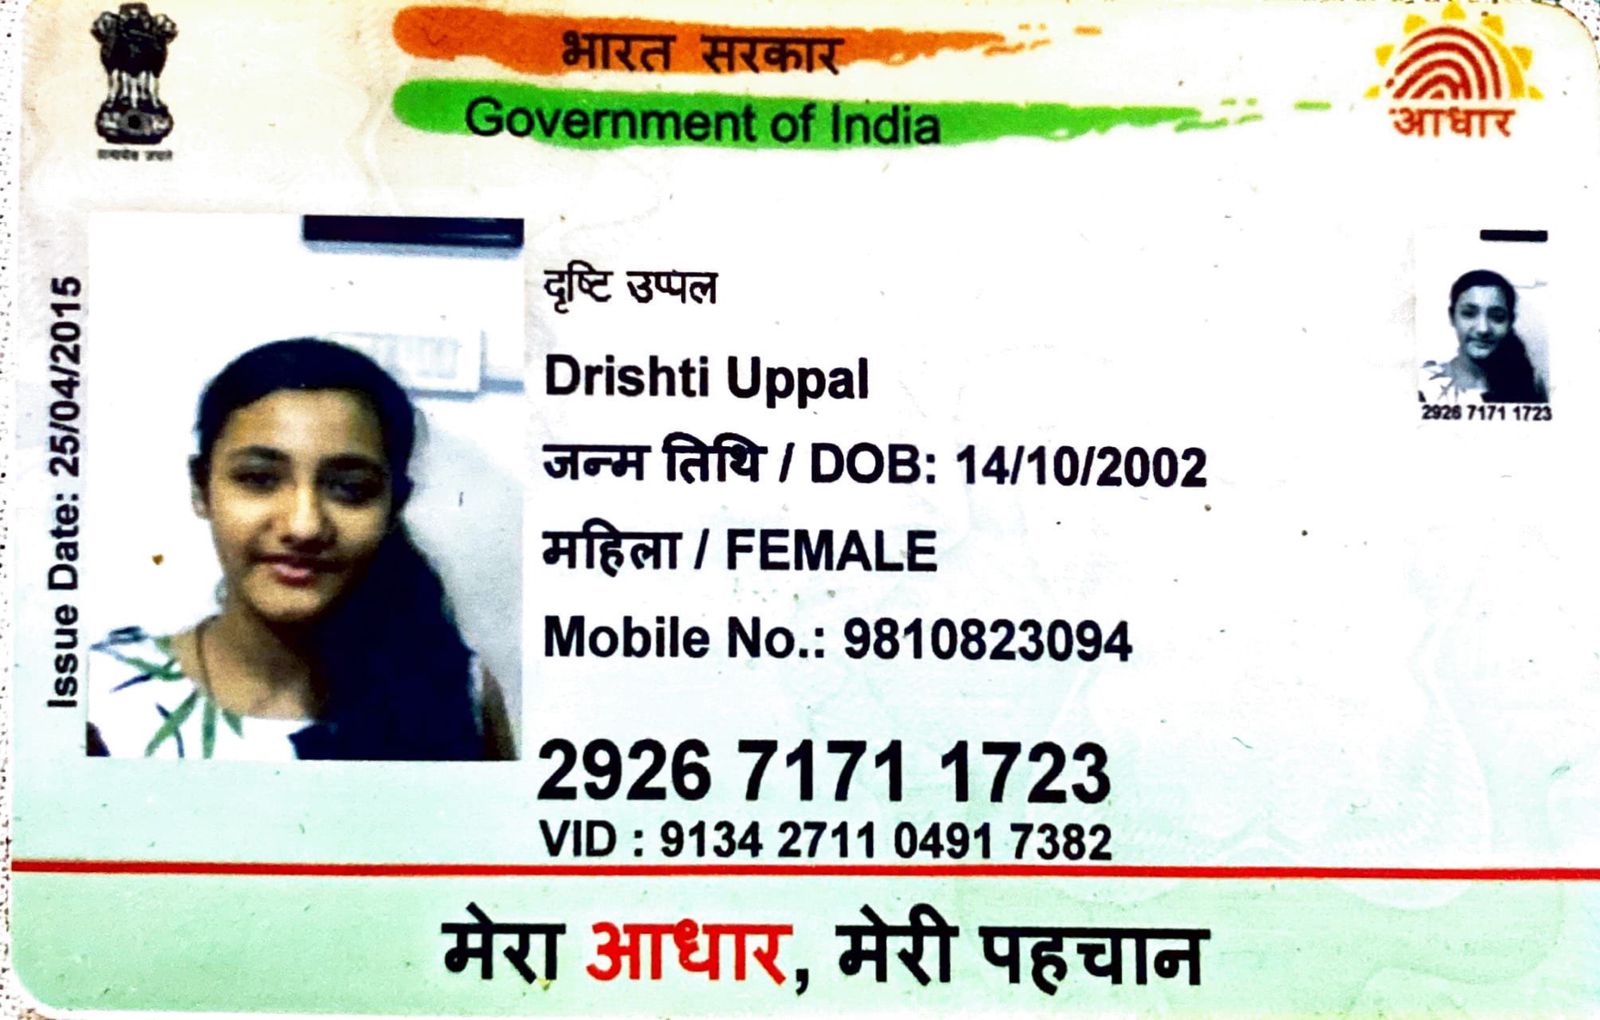 भारत सरकार
Government of India
सत्यमेव जयते
आधार
Issue Date: 25/04/2015
दृष्टि उप्पल
Drishti Uppal
जन्म तिथि / DOB: 14/10/2002
महिला / FEMALE
Mobile No.: 9810823094
2926 7171 1723
2926 7171 1723
VID : 9134 2711 0491 7382
मेरा आधार, मेरी पहचान